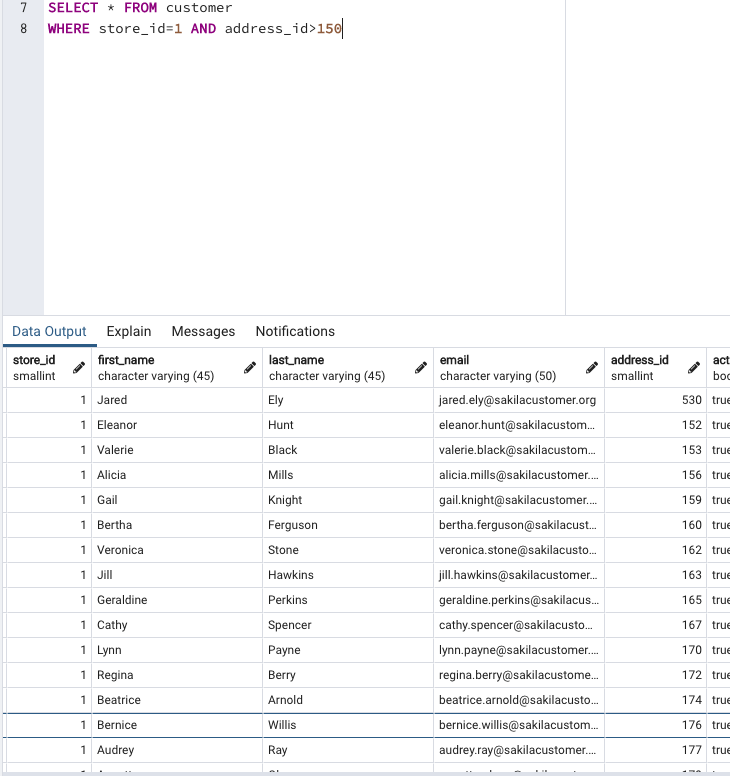 7 SELECT * FROM customer
8 WHERE store_id=1 AND address_id>150
Data Output Explain Messages Notifications
store_id first_name last_name email address_id act
smallint character varying (45) character varying (45) character varying (50) smallint boo
1 Jared Ely jared.ely@sakilacustomer.org 530 true
1 Eleanor Hunt eleanor.hunt@sakilacustom... 152 true
1 Valerie Black valerie.black@sakilacustom... 153 true
1 Alicia Mills alicia.mills@sakilacustomer.... 156 true
1 Gail Knight gail.knight@sakilacustomer.... 159 true
1 Bertha Ferguson bertha.ferguson@sakilacust... 160 true
1 Veronica Stone veronica.stone@sakilacusto... 162 true
1 Jill Hawkins jill.hawkins@sakilacustomer... 163 true
1 Geraldine Perkins geraldine.perkins@sakilacus... 165 true
1 Cathy Spencer cathy.spencer@sakilacusto... 167 true
1 Lynn Payne lynn.payne@sakilacustomer.... 170 true
1 Regina Berry regina.berry@sakilacustome... 172 true
1 Beatrice Arnold beatrice.arnold@sakilacusto... 174 true
1 Bernice Willis bernice.willis@sakilacustom... 176 true
1 Audrey Ray audrey.ray@sakilacustomer.... 177 true